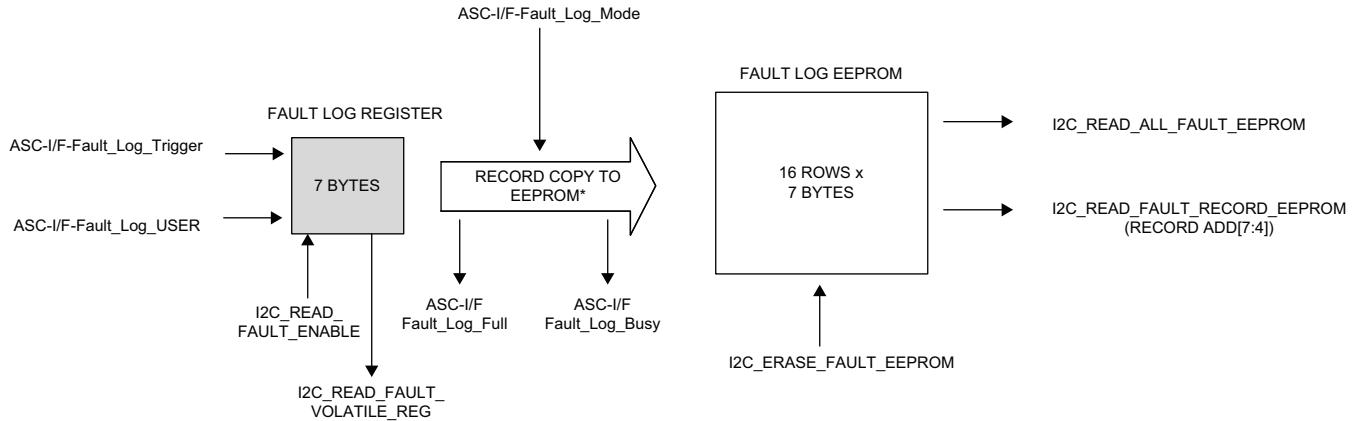 ASC-I/F-Fault_Log_Mode
FAULT LOG EEPROM
FAULT LOG REGISTER
ASC-I/F-Fault_Log_Trigger
I2C_READ_ALL_FAULT_EEPROM
7 BYTES
RECORD COPY TO
EEPROM*
16 ROWS x
7 BYTES
ASC-I/F-Fault_Log_USER
I2C_READ_FAULT_RECORD_EEPROM
(RECORD ADD[7:4])
I2C_READ_
FAULT_ENABLE
ASC-I/F
Fault_Log_Full
ASC-I/F
Fault_Log_Busy
I2C_ERASE_FAULT_EEPROM
I2C_READ_FAULT_
VOLATILE_REG